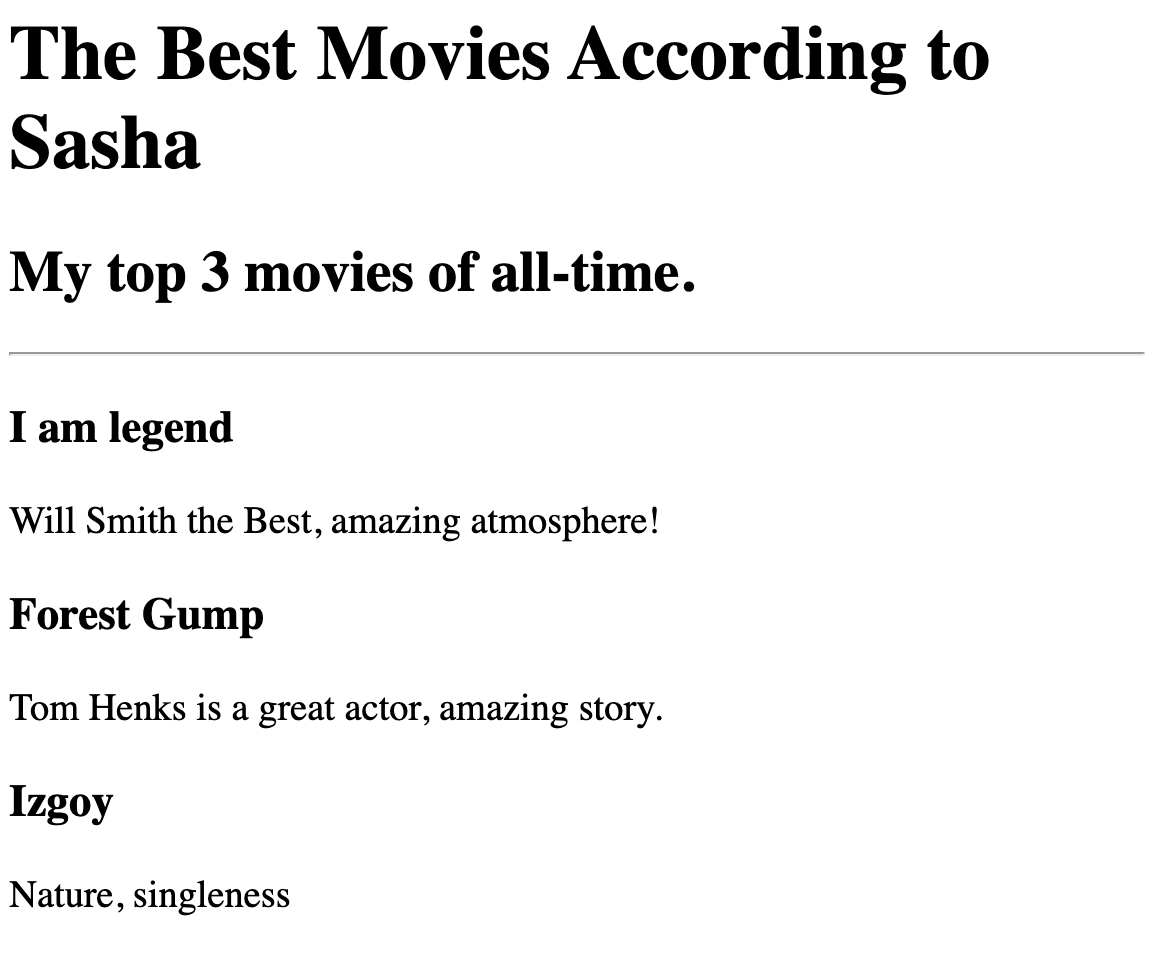 The Best Movies According to
Sasha
My top 3 movies of all-time.
I am legend
Will Smith the Best, amazing atmosphere!
Forest Gump
Tom Henks is a great actor, amazing story.
Izgoy
Nature, singleness